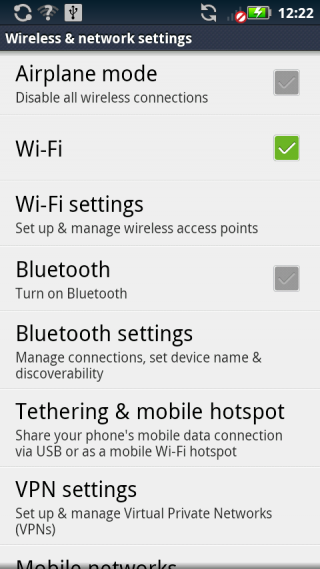 12:22
Wireless & network settings
Airplane mode
Disable all wireless connections
Wi-Fi
Wi-Fi settings
Set up & manage wireless access points
Bluetooth
Turn on Bluetooth
Bluetooth settings
Manage connections, set device name &
discoverability
Tethering & mobile hotspot
Share your phone's mobile data connection
via USB or as a mobile Wi-Fi hotspot
VPN settings
Set up & manage Virtual Private Networks
(VPNs)
Mobile networks